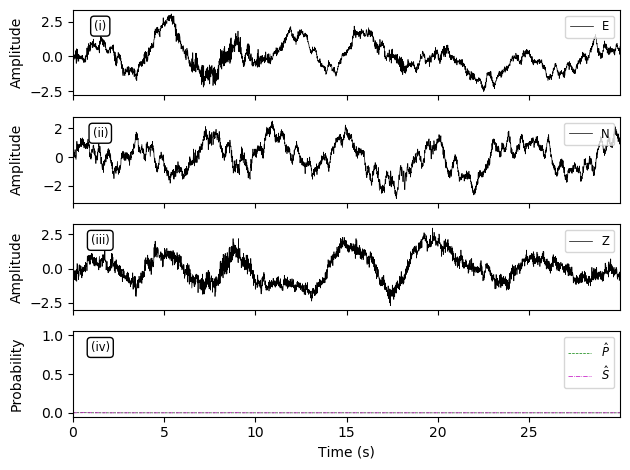 Amplitude
2.5
0.0
−2.5
(i)
E
Amplitude
2
0
−2
(ii)
N
Amplitude
2.5
0.0
−2.5
(iii)
Z
Probability
1.0
0.5
0.0
(iv)
P̂
Ŝ
0 5 10 15 20 25
Time (s)